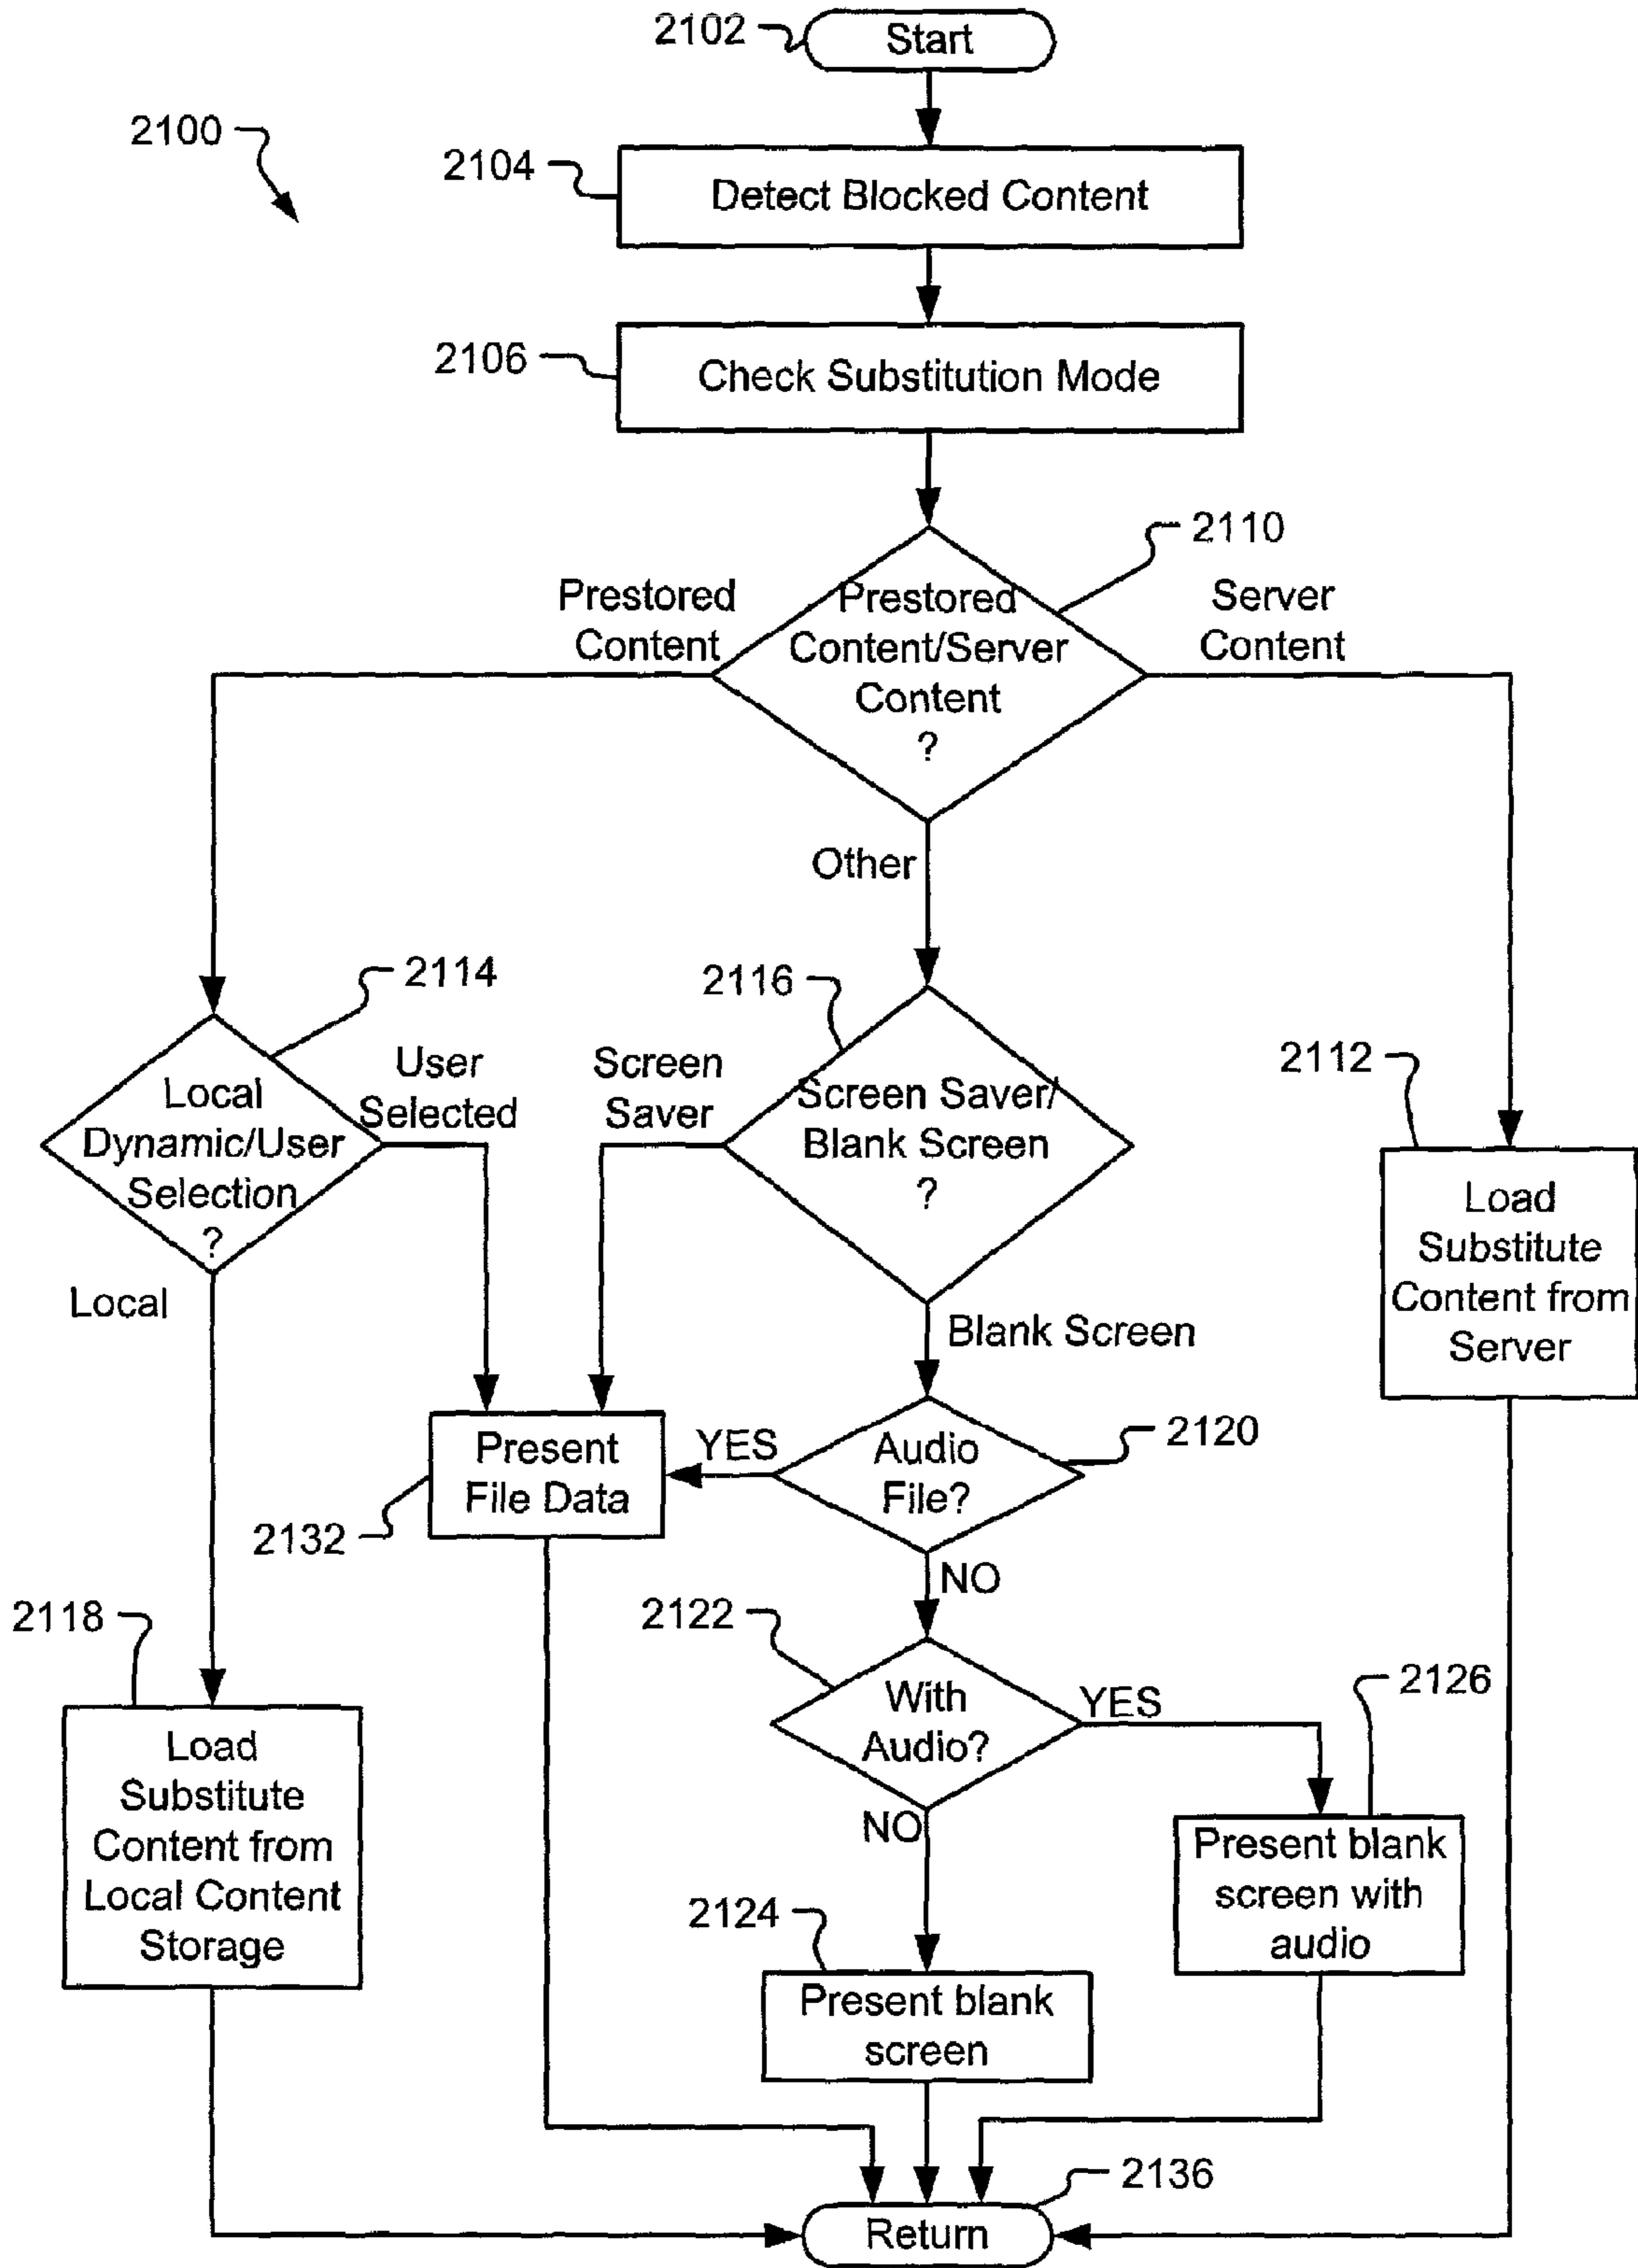 2102
Start
2100
2104
Detect Blocked Content
2106
Check Substitution Mode
2110
Prestored
Content
Prestored
Content/Server
Content
?
Server
Content
Other
2114
2116
User
Selected
Screen
Saver
Local
Dynamic/User
Selection
?
Screen Saver/
Blank Screen
?
2112
Load
Substitute
Content from
Server
Local
Blank Screen
Present
File Data
YES
Audio
File?
2120
2132
NO
2118
2122
With
Audio?
YES
2126
Load
Substitute
Content from
Local Content
Storage
NO
Present blank
screen with
audio
2124
Present blank
screen
2136
Return